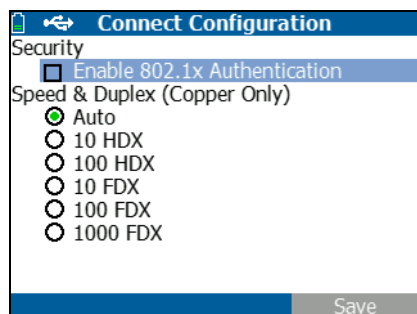 Connect Configuration
Security
Enable 802.1x Authentication
Speed & Duplex (Copper Only)
Auto
10 HDX
100 HDX
10 FDX
100 FDX
1000 FDX
Save